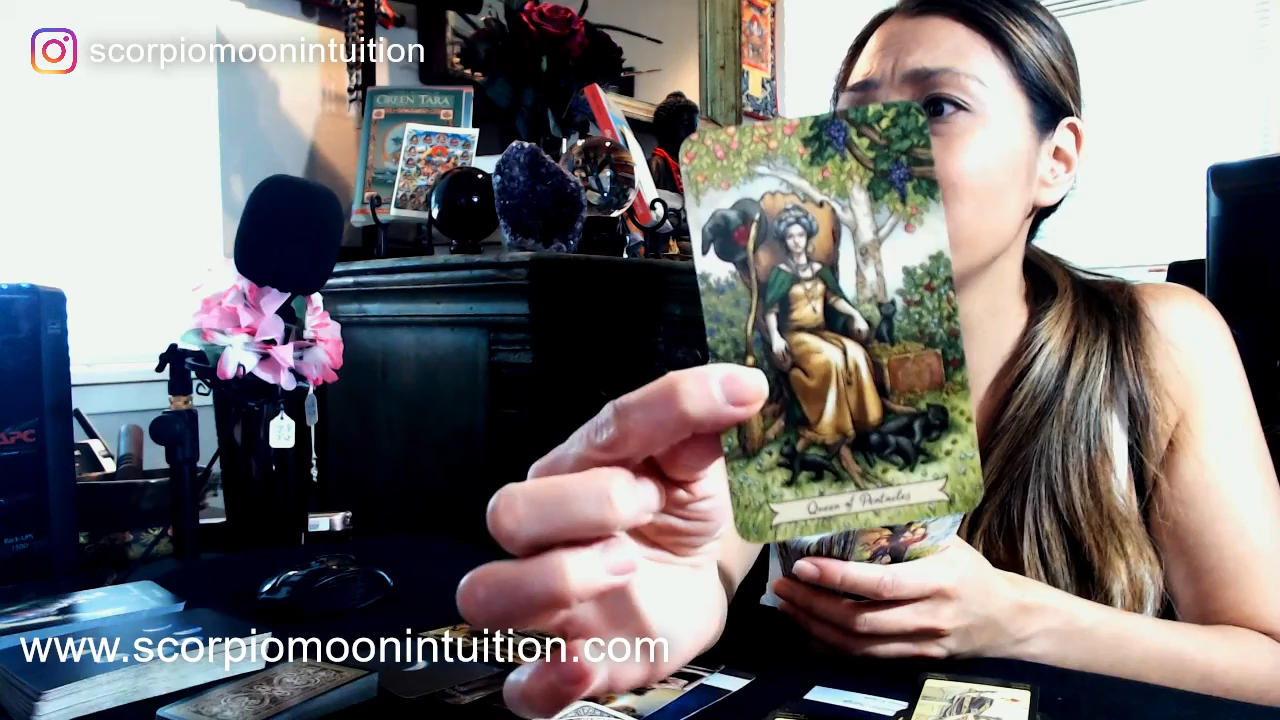 scorpiomoonintuition
GREEN TARA
APC
Queen of Pentacles
www.scorpiomoonintuition.com